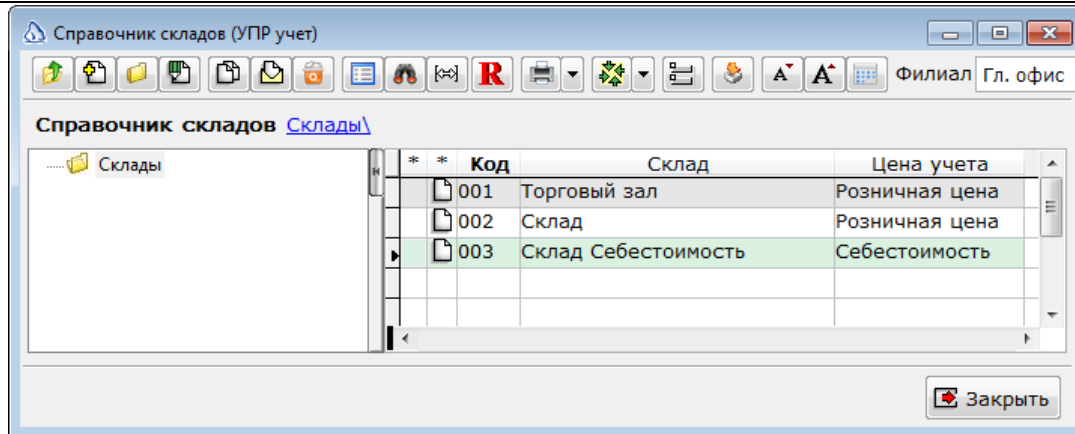 Справочник складов (УПР учет)
R А А Филиал Гл. офис
Справочник складов Склады\
Склады
* * Код Склад Цена учета
001 Торговый зал Розничная цена
002 Склад Розничная цена
003 Склад Себестоимость Себестоимость
Закрыть